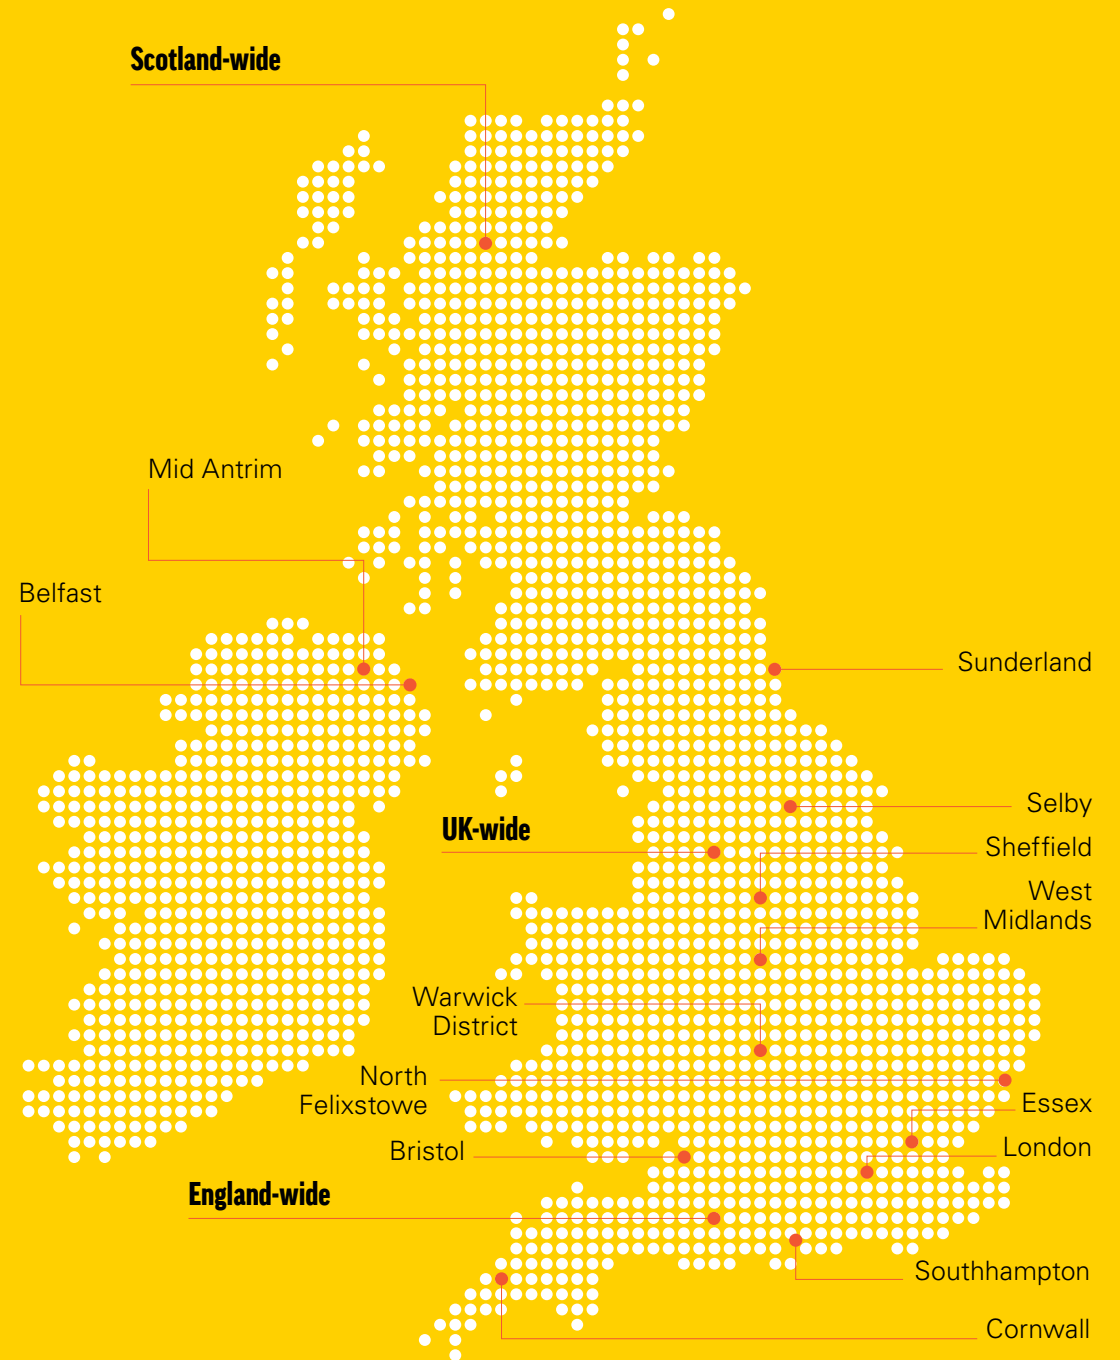 Scotland-wide
Mid Antrim
Belfast
Sunderland
Selby
UK-wide
Sheffield
West
Midlands
Warwick
District
North
Felixstowe
Essex
Bristol
London
England-wide
Southhampton
Cornwall